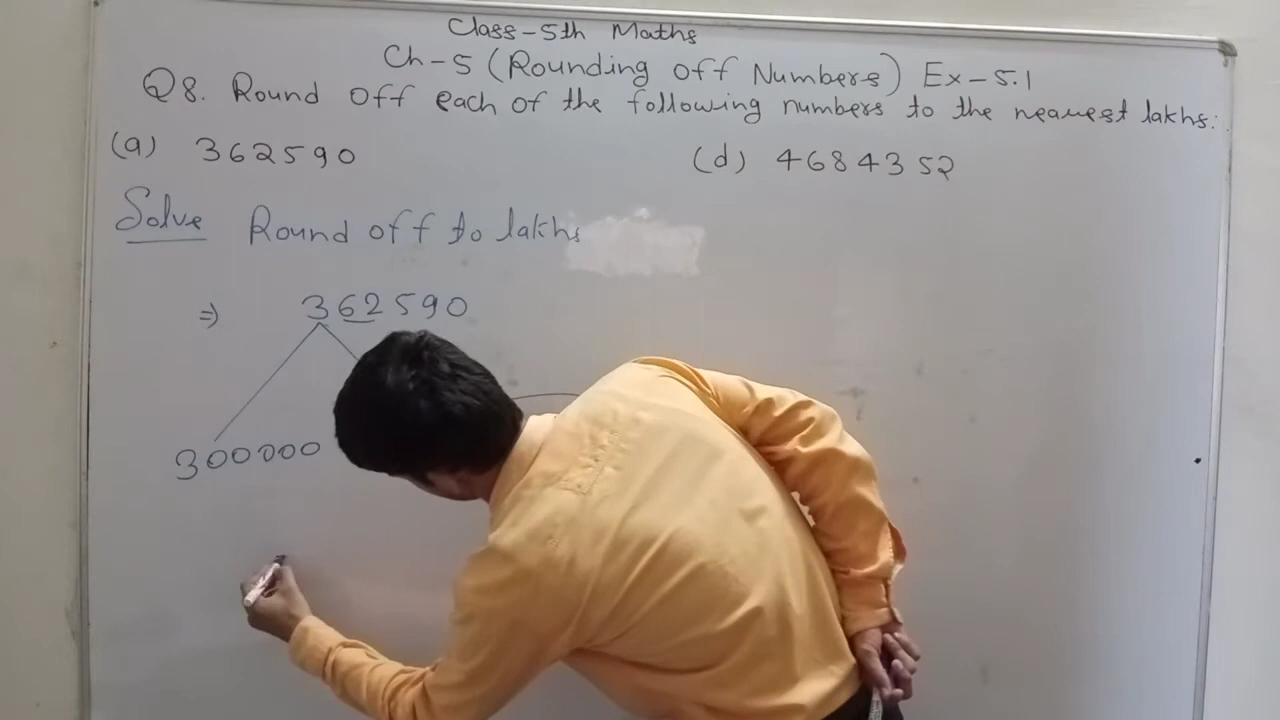 Class-5th Maths
Ch-5 (Rounding off Numbers) Ex-5.1
Q8. Round off each of the following numbers to the nearest lakhs:
(a) 362590 (d) 4684352
Solve Round off to lakhs
⇒ 362590
300000